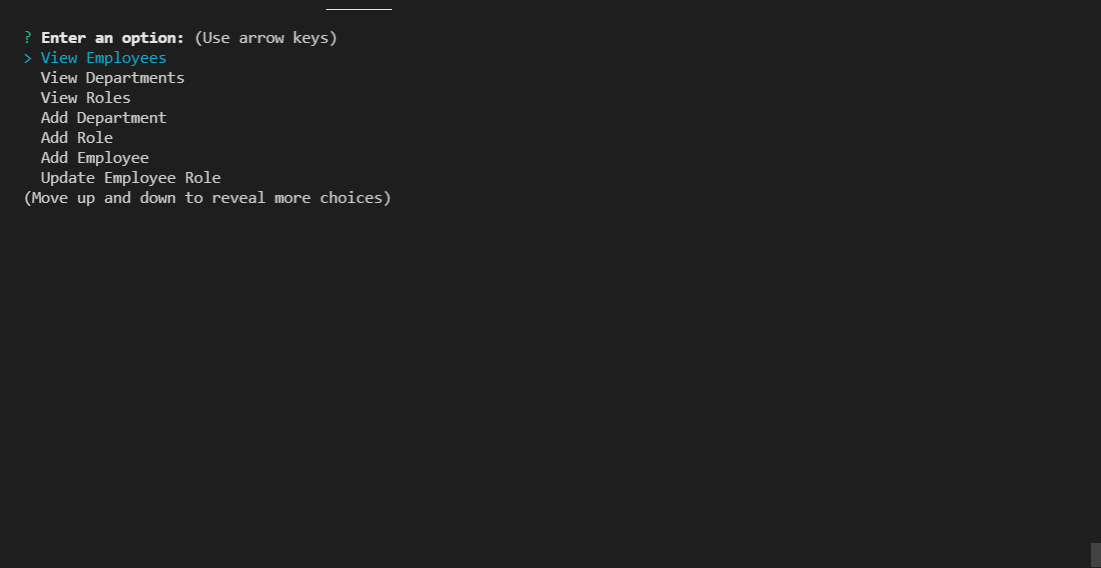 ? Enter an option: (Use arrow keys)
> View Employees
View Departments
View Roles
Add Department
Add Role
Add Employee
Update Employee Role
(Move up and down to reveal more choices)